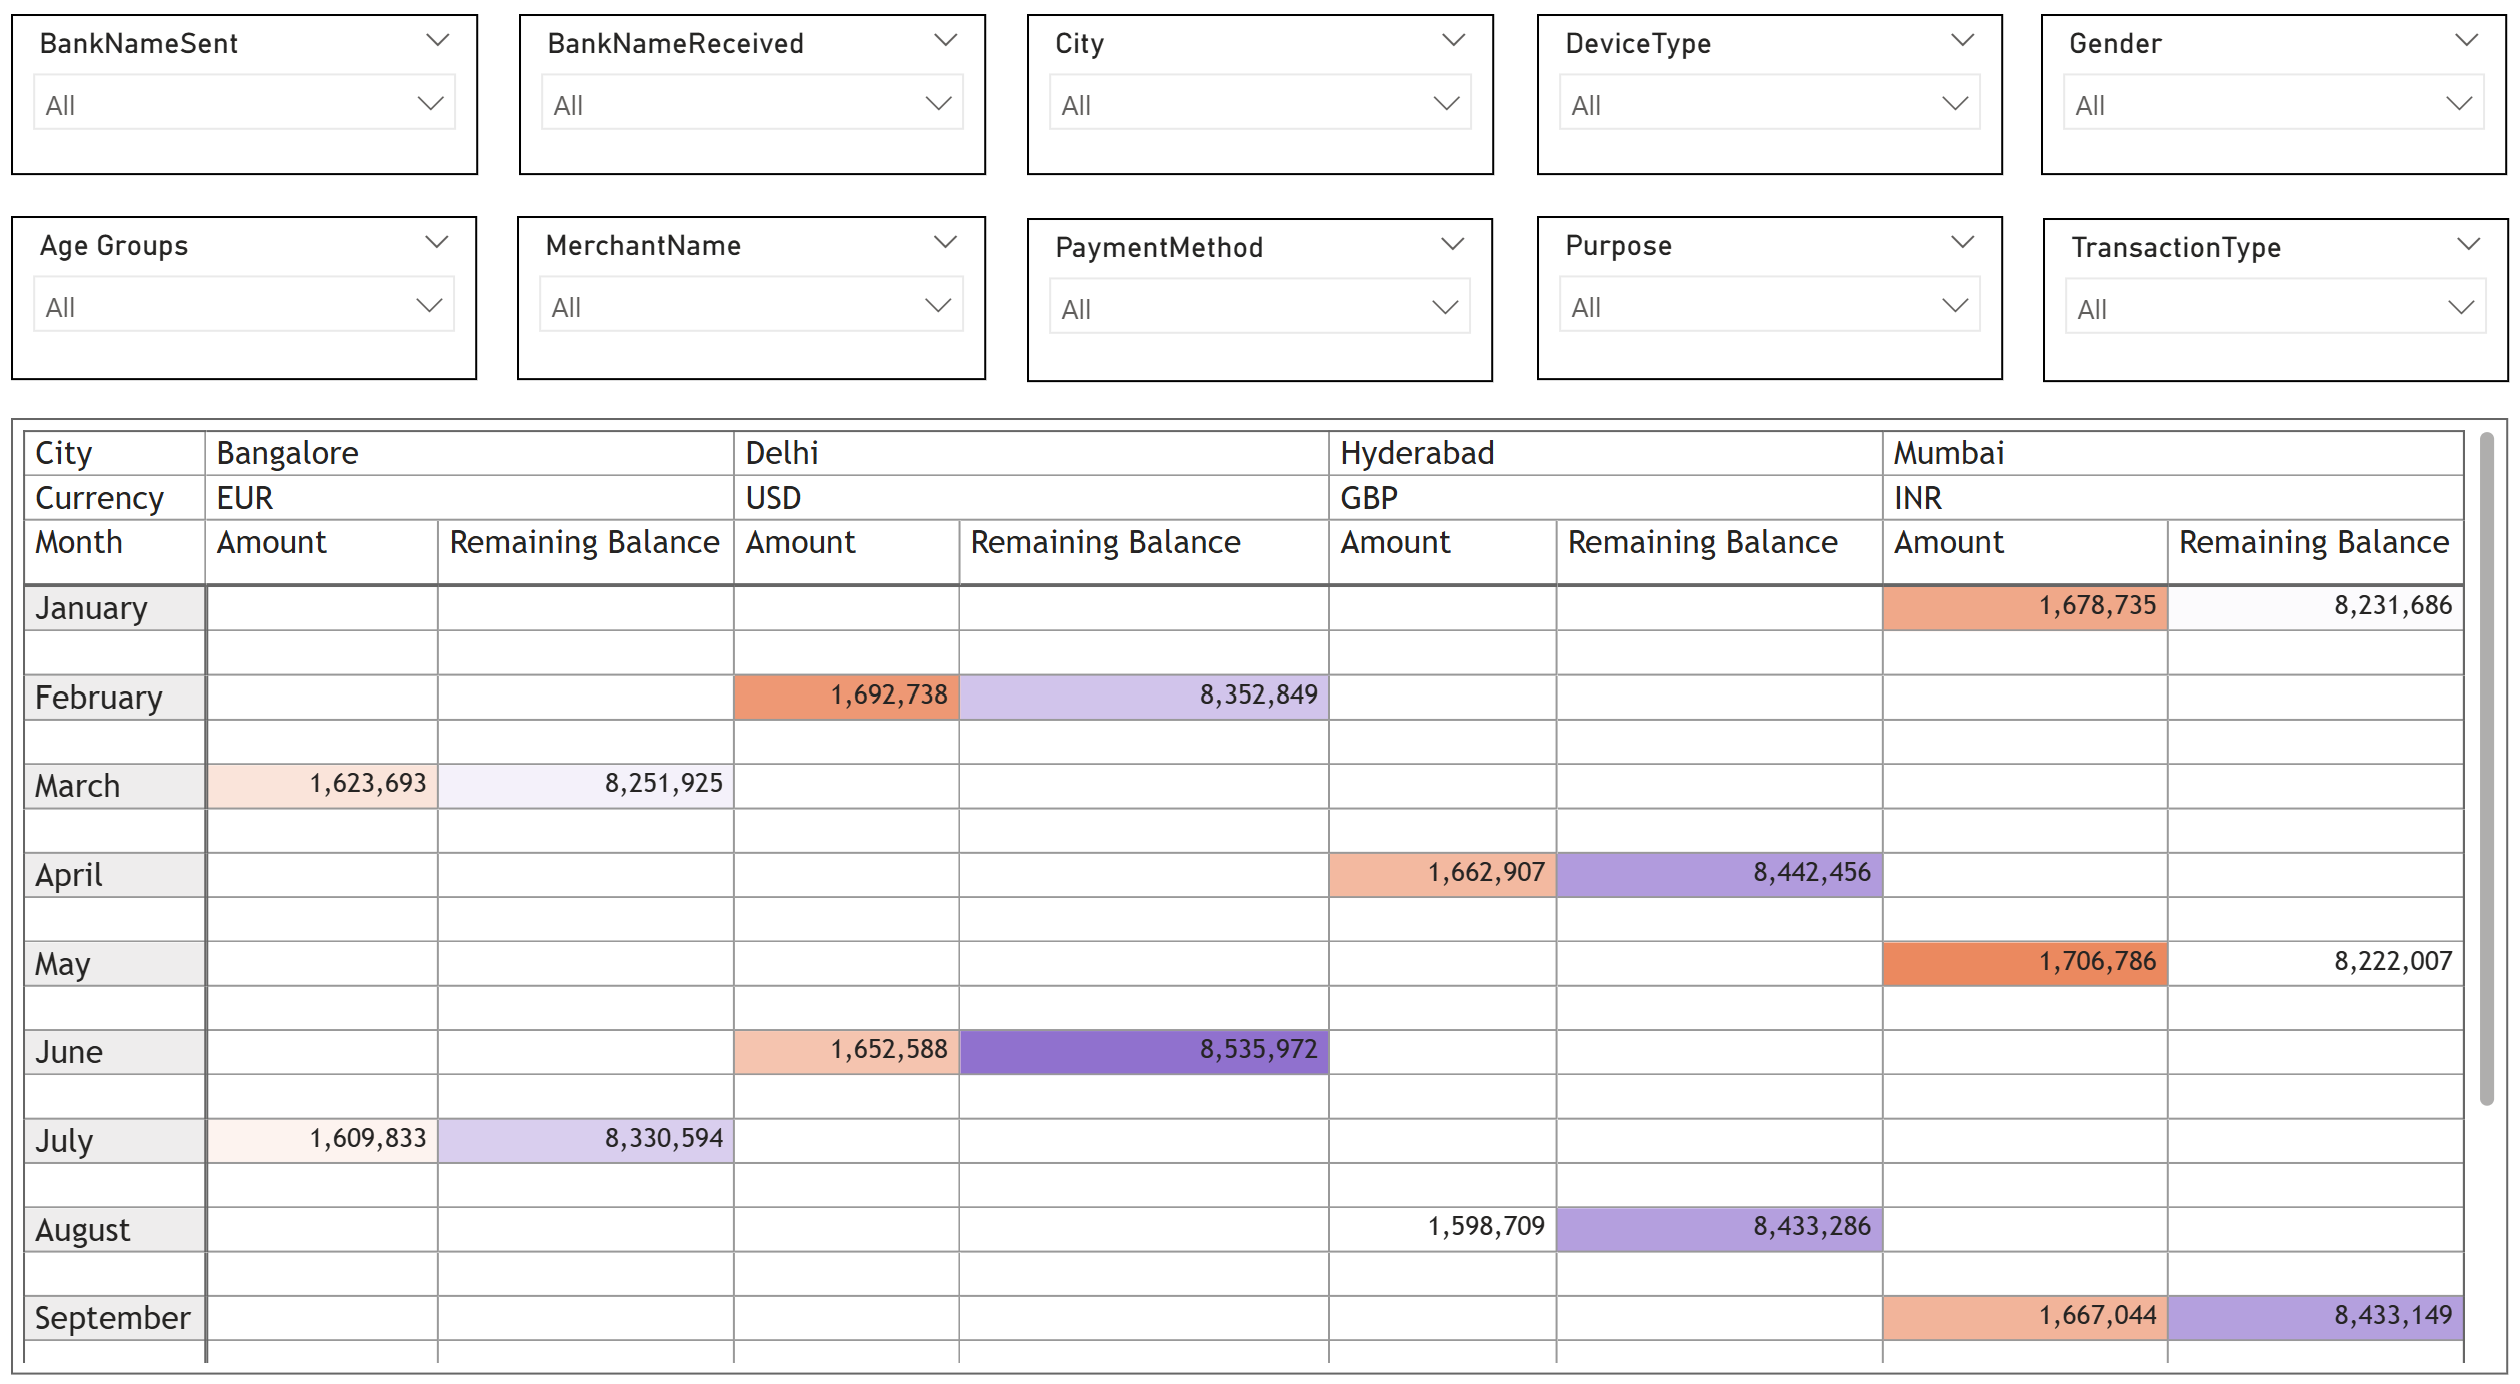 BankNameSent BankNameReceived City DeviceType Gender
All All All All All
Age Groups MerchantName PaymentMethod Purpose TransactionType
All All All All All
City Bangalore Delhi Hyderabad Mumbai
Currency EUR USD GBP INR
Month Amount Remaining Balance Amount Remaining Balance Amount Remaining Balance Amount Remaining Balance
January 1,678,735 8,231,686
February 1,692,738 8,352,849
March 1,623,693 8,251,925
April 1,662,907 8,442,456
May 1,706,786 8,222,007
June 1,652,588 8,535,972
July 1,609,833 8,330,594
August 1,598,709 8,433,286
September 1,667,044 8,433,149